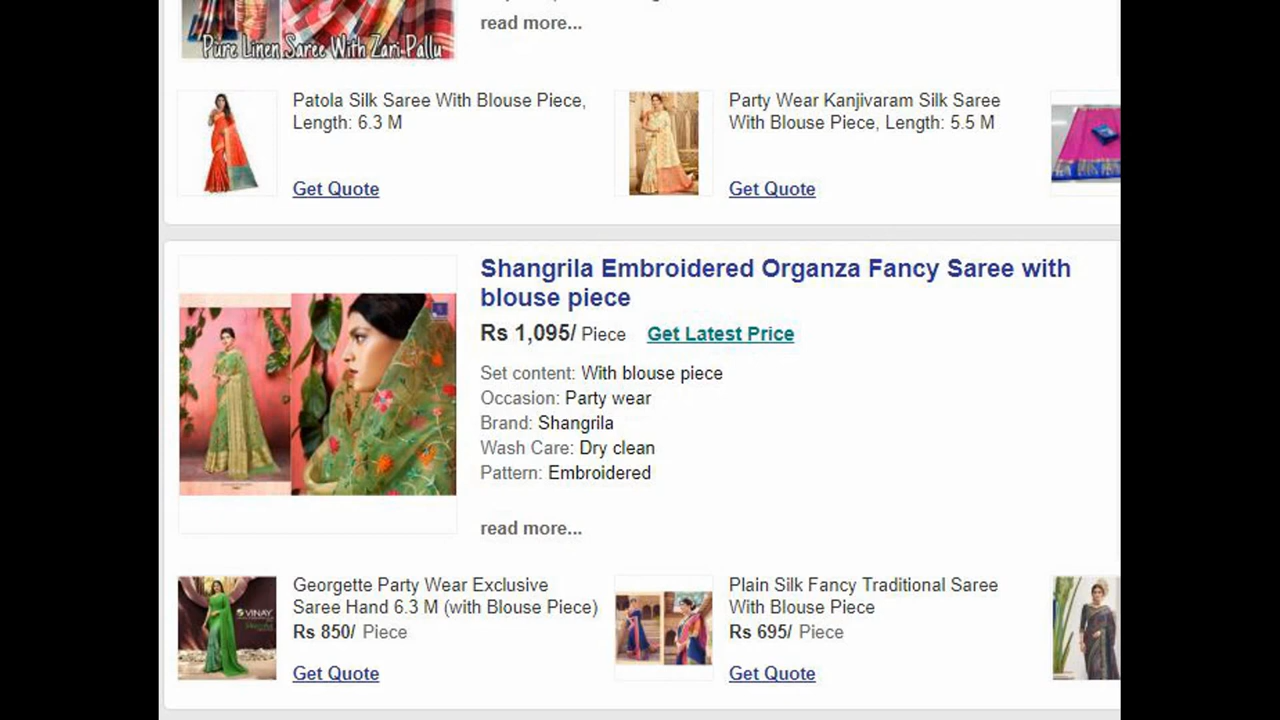 read more...
Pure Linen Saree With Zari Pallu
Patola Silk Saree With Blouse Piece,
Length: 6.3 M
Get Quote
Party Wear Kanjivaram Silk Saree
With Blouse Piece, Length: 5.5 M
Get Quote
Shangrila Embroidered Organza Fancy Saree with
blouse piece
Rs 1,095/ Piece Get Latest Price
Set content: With blouse piece
Occasion: Party wear
Brand: Shangrila
Wash Care: Dry clean
Pattern: Embroidered
read more...
Georgette Party Wear Exclusive
Saree Hand 6.3 M (with Blouse Piece)
Rs 850/ Piece
Get Quote
VINAY
Plain Silk Fancy Traditional Saree
With Blouse Piece
Rs 695/ Piece
Get Quote